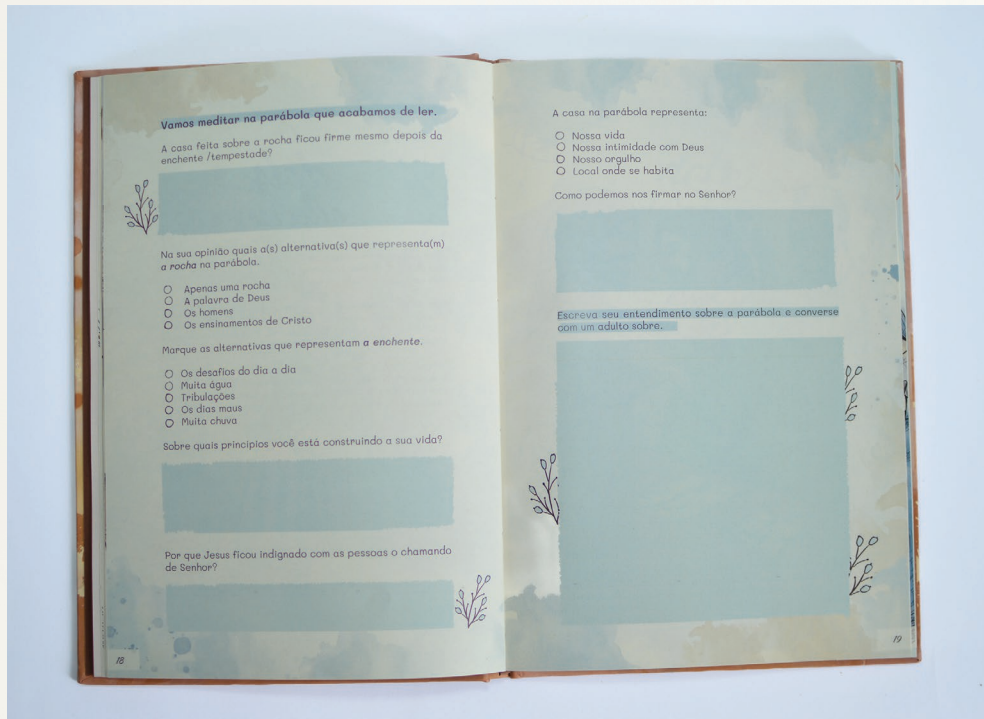 Vamos meditar na parábola que acabamos de ler.
A casa feita sobre a rocha ficou firme mesmo depois da
enchente /tempestade?
Na sua opinião quais a(s) alternativa(s) que representa(m)
a rocha na parábola.
Apenas uma rocha
A palavra de Deus
Os homens
Os ensinamentos de Cristo
Marque as alternativas que representam a enchente.
Os desafios do dia a dia
Muita água
Tribulações
Os dias maus
Muita chuva
Sobre quais princípios você está construindo a sua vida?
Por que Jesus ficou indignado com as pessoas o chamando
de Senhor?
18
A casa na parábola representa:
Nossa vida
Nossa intimidade com Deus
Nosso orgulho
Local onde se habita
Como podemos nos firmar no Senhor?
Escreva seu entendimento sobre a parábola e converse
com um adulto sobre.
19